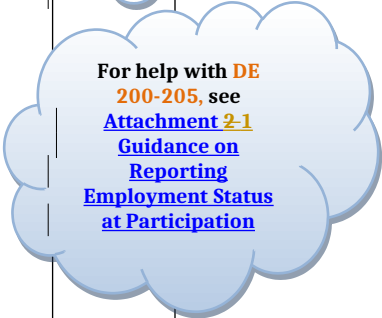 For help with DE
200-205, see
Attachment 2-1
Guidance on
Reporting
Employment Status
at Participation